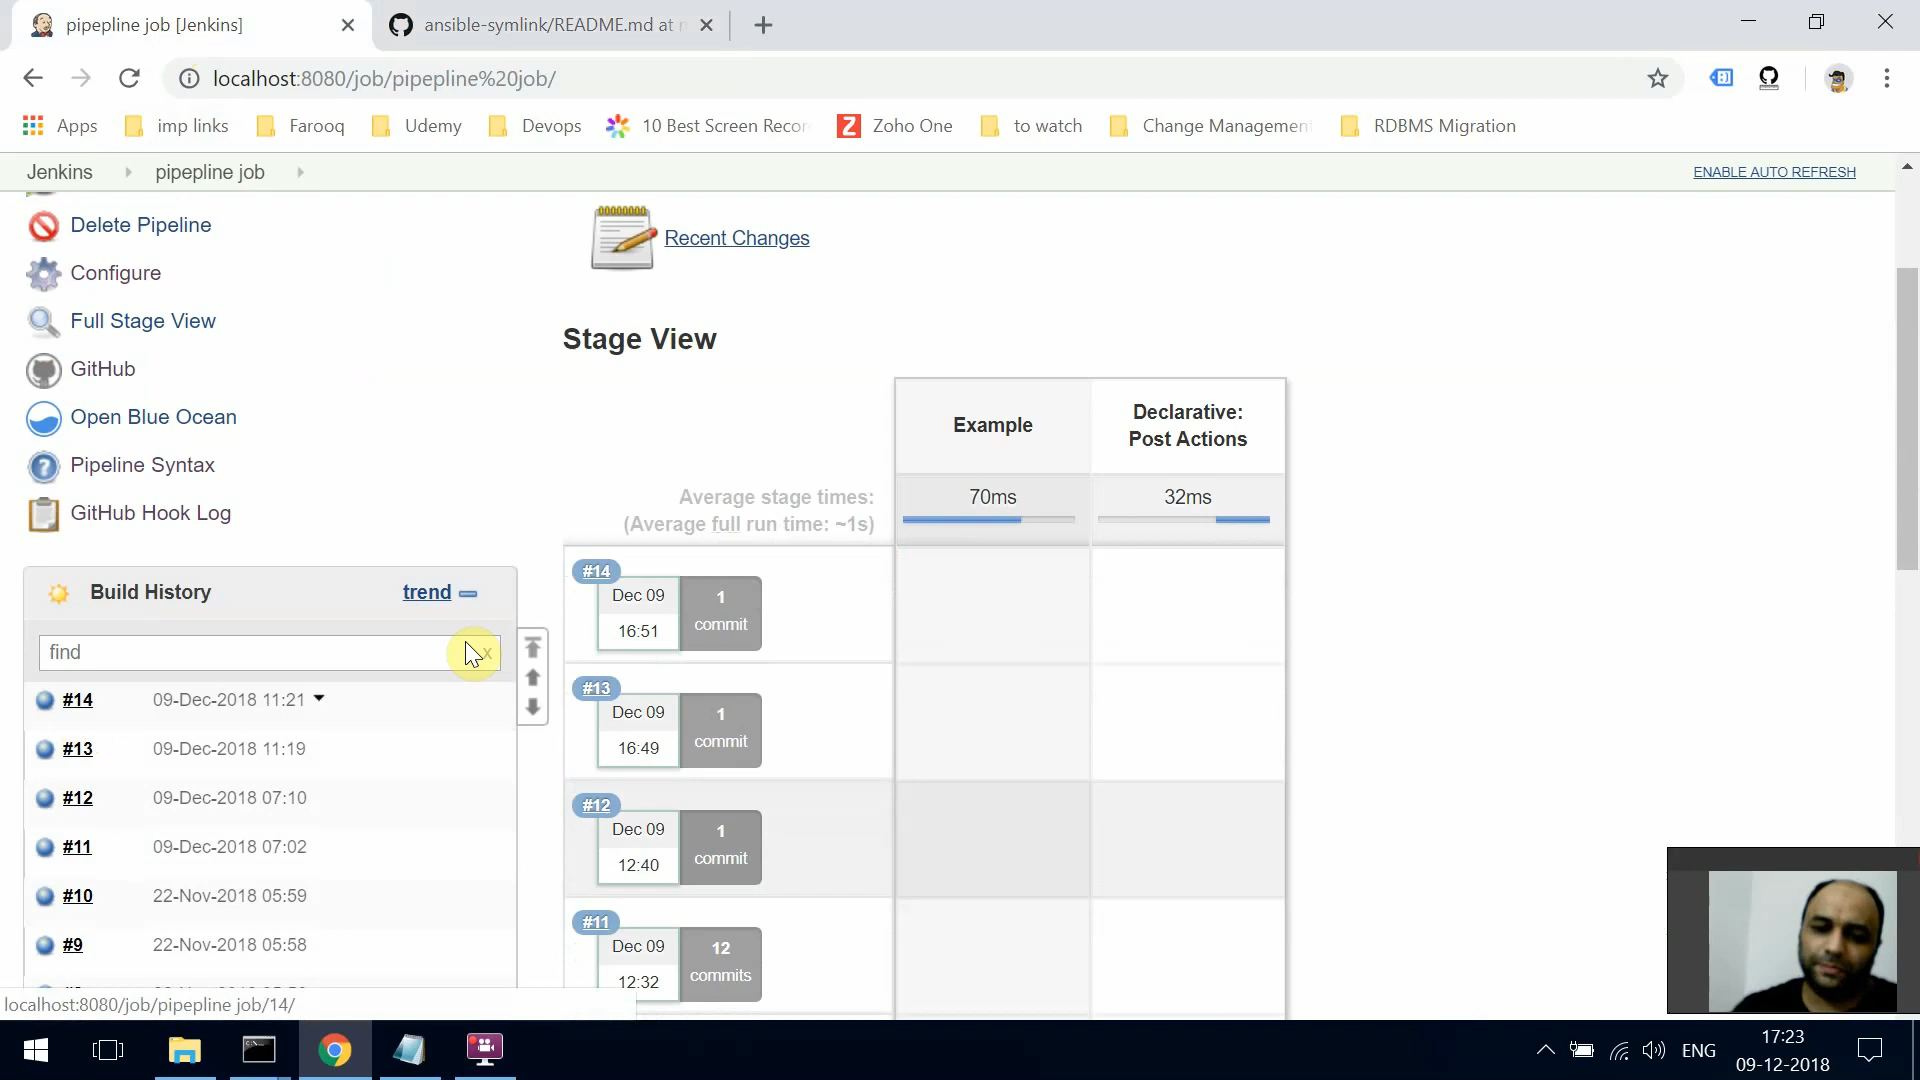 pipepline job [Jenkins]
ansible-symlink/README.md at
localhost:8080/job/pipepline%20job/
Apps
imp links
Farooq
Udemy
Devops
10 Best Screen Recor
Zoho One
to watch
Change Management
RDBMS Migration
Jenkins
pipepline job
ENABLE AUTO REFRESH
Delete Pipeline
Configure
Full Stage View
GitHub
Open Blue Ocean
Pipeline Syntax
GitHub Hook Log
Build History
trend
find
x
#14 09-Dec-2018 11:21
#13 09-Dec-2018 11:19
#12 09-Dec-2018 07:10
#11 09-Dec-2018 07:02
#10 22-Nov-2018 05:59
#9 22-Nov-2018 05:58
localhost:8080/job/pipepline job/14/
Recent Changes
Stage View
Example
Declarative:
Post Actions
Average stage times:
(Average full run time: ~1s)
70ms
32ms
#14
Dec 09
16:51
1
commit
#13
Dec 09
16:49
1
commit
#12
Dec 09
12:40
1
commit
#11
Dec 09
12:32
12
commits
ENG
17:23
09-12-2018